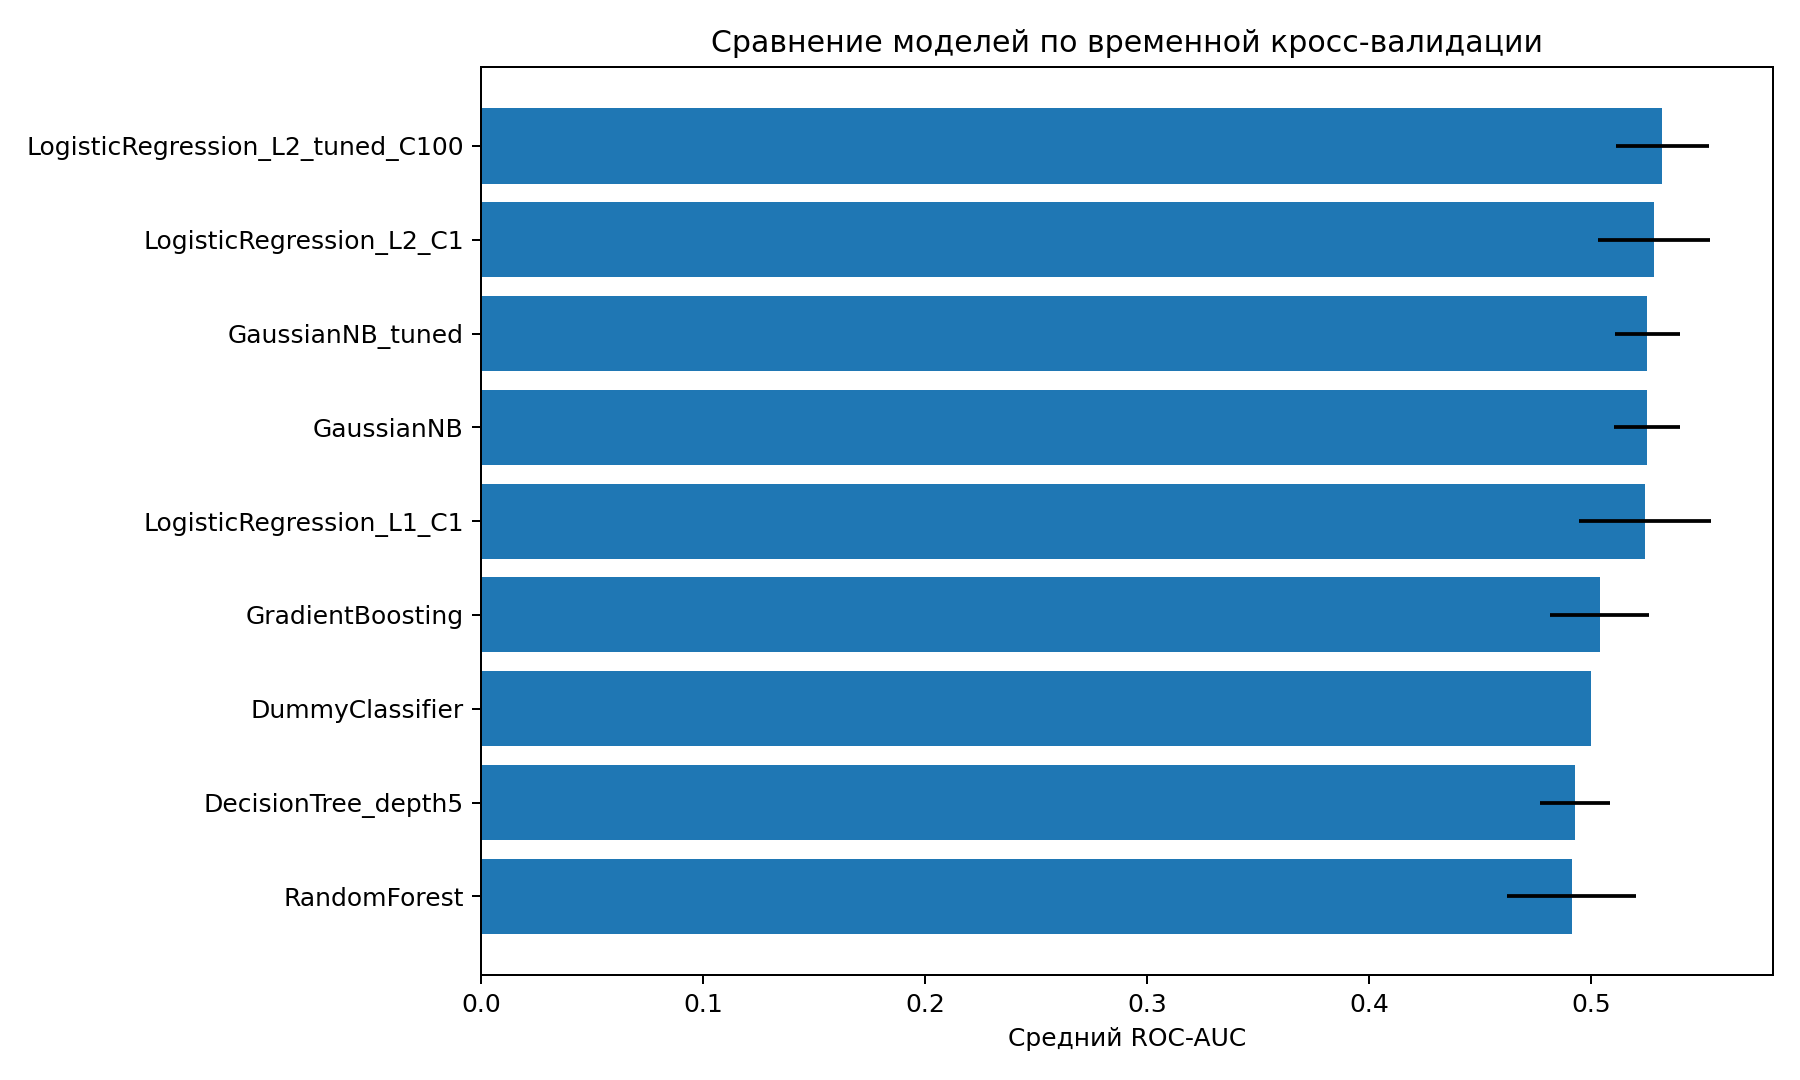 Сравнение моделей по временной кросс-валидации
LogisticRegression_L2_tuned_C100
LogisticRegression_L2_C1
GaussianNB_tuned
GaussianNB
LogisticRegression_L1_C1
GradientBoosting
DummyClassifier
DecisionTree_depth5
RandomForest
0.0 0.1 0.2 0.3 0.4 0.5
Средний ROC-AUC